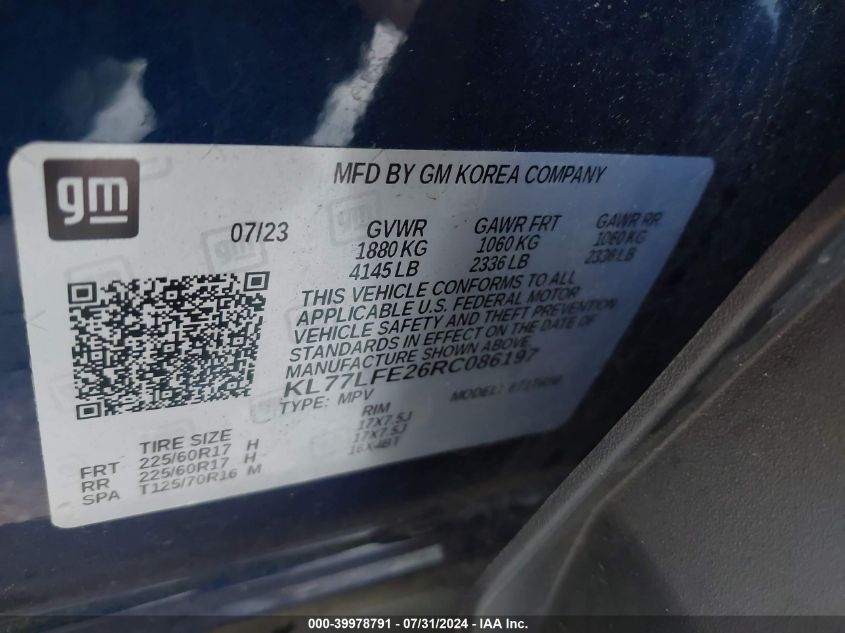 gm
MFD BY GM KOREA COMPANY
07/23 GVWR GAWR FRT GAWR RR
1880 KG 1060 KG 1060 KG
4145 LB 2336 LB 2336 LB
THIS VEHICLE CONFORMS TO ALL
APPLICABLE U.S. FEDERAL MOTOR
VEHICLE SAFETY AND THEFT PREVENTION
STANDARDS IN EFFECT ON THE DATE OF
MANUFACTURE SHOWN ABOVE.
KL77LFE26RC086197
TYPE: MPV MODEL:
TIRE SIZE RIM
FRT 225/60R17 H 17X7.5J
RR 225/60R17 H 17X7.5J
SPA T125/70R16 M 16X4BT
000-39978791 - 07/31/2024 - IAA Inc.